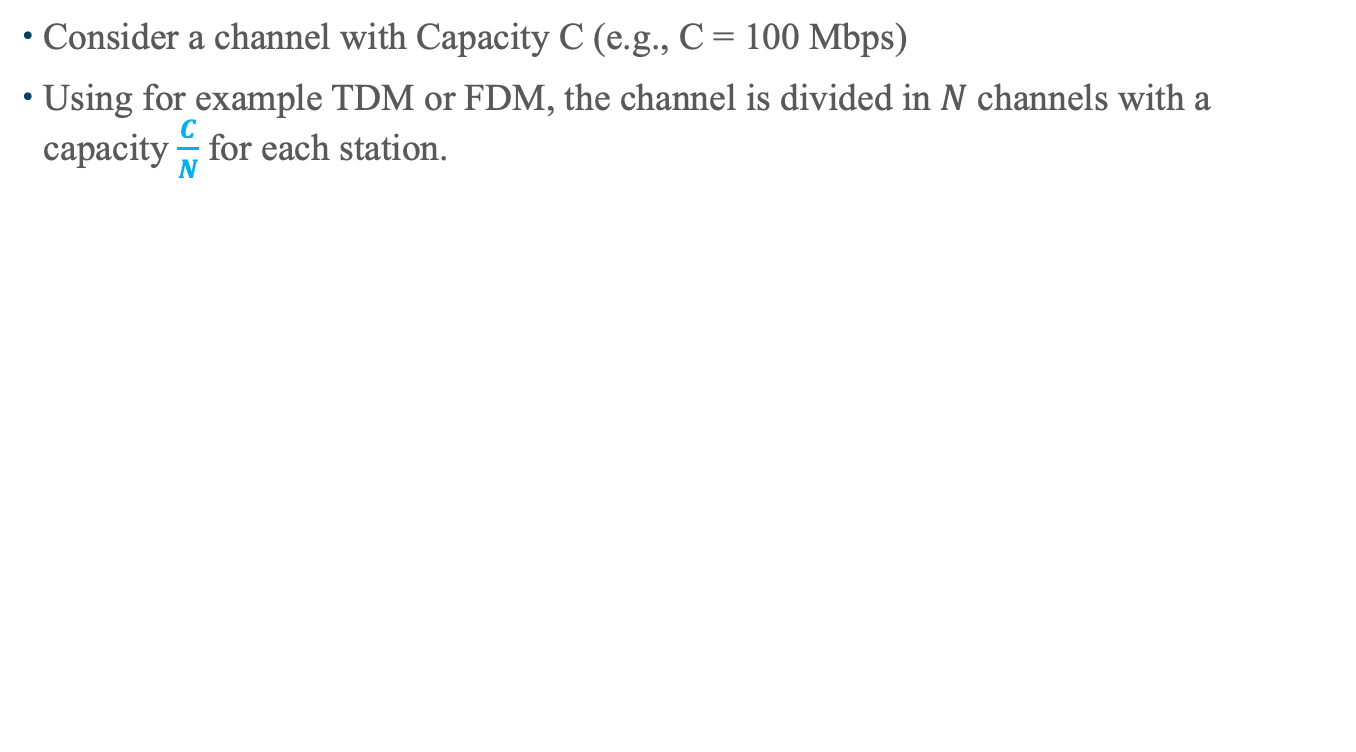 • Consider a channel with Capacity C (e.g., C = 100 Mbps)
• Using for example TDM or FDM, the channel is divided in N channels with a
capacity C/N for each station.